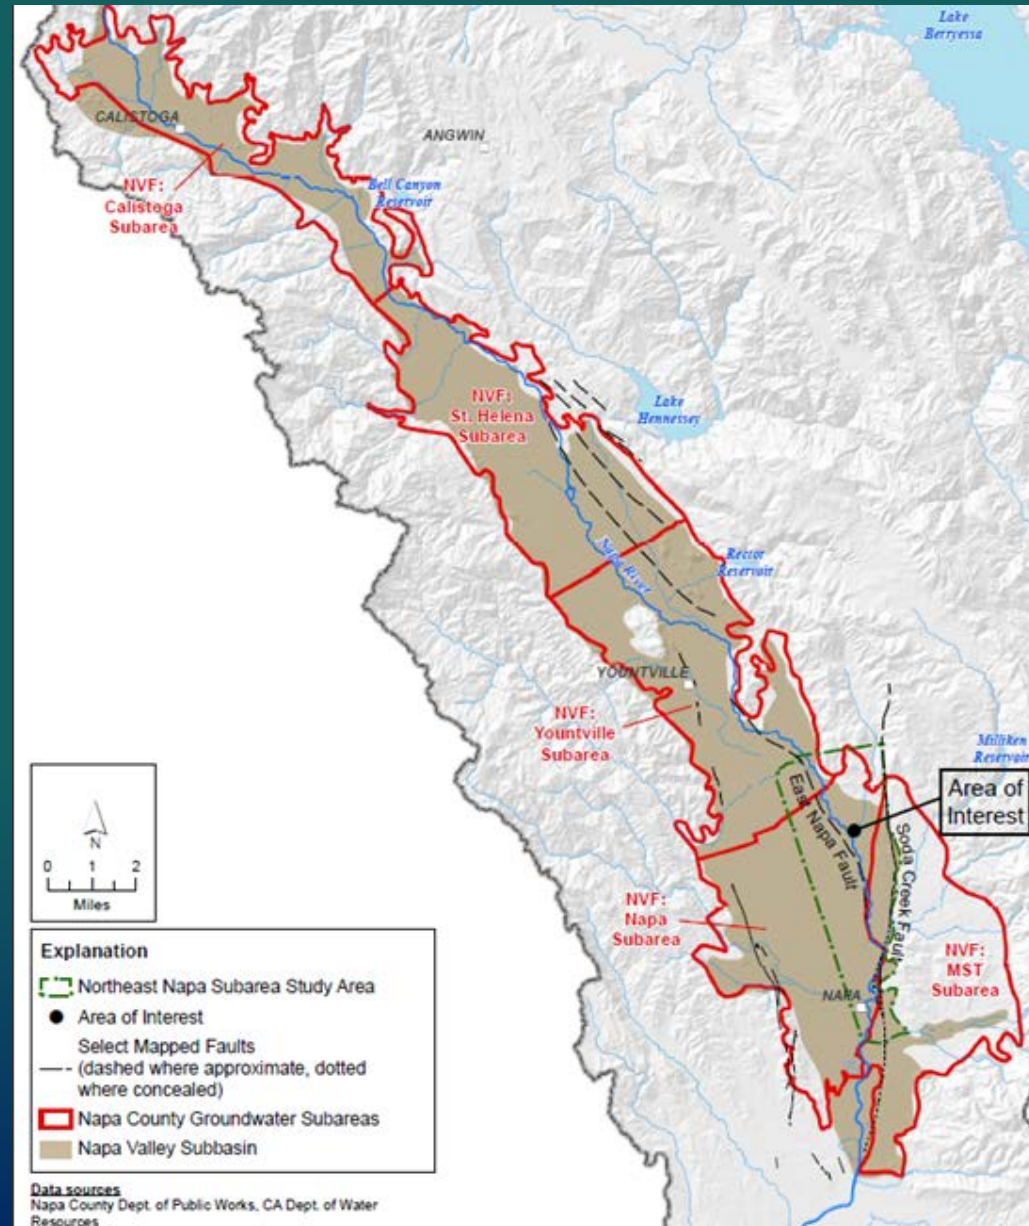 Lake
Berryessa
CALISTOGA
ANGWIN
NVF:
Calistoga
Subarea
Bell Canyon
Reservoir
NVF:
St. Helena
Subarea
Lake
Hennessey
Napa River
Rector
Reservoir
YOUNTVILLE
NVF:
Yountville
Subarea
Milliken
Reservoir
Area of
Interest
East Napa Fault
Soda Creek Fault
NVF:
Napa
Subarea
NVF:
MST
Subarea
NAPA
N
0 1 2
Miles
Explanation
Northeast Napa Subarea Study Area
Area of Interest
Select Mapped Faults
(dashed where approximate, dotted
where concealed)
Napa County Groundwater Subareas
Napa Valley Subbasin
Data sources
Napa County Dept. of Public Works, CA Dept. of Water
Resources